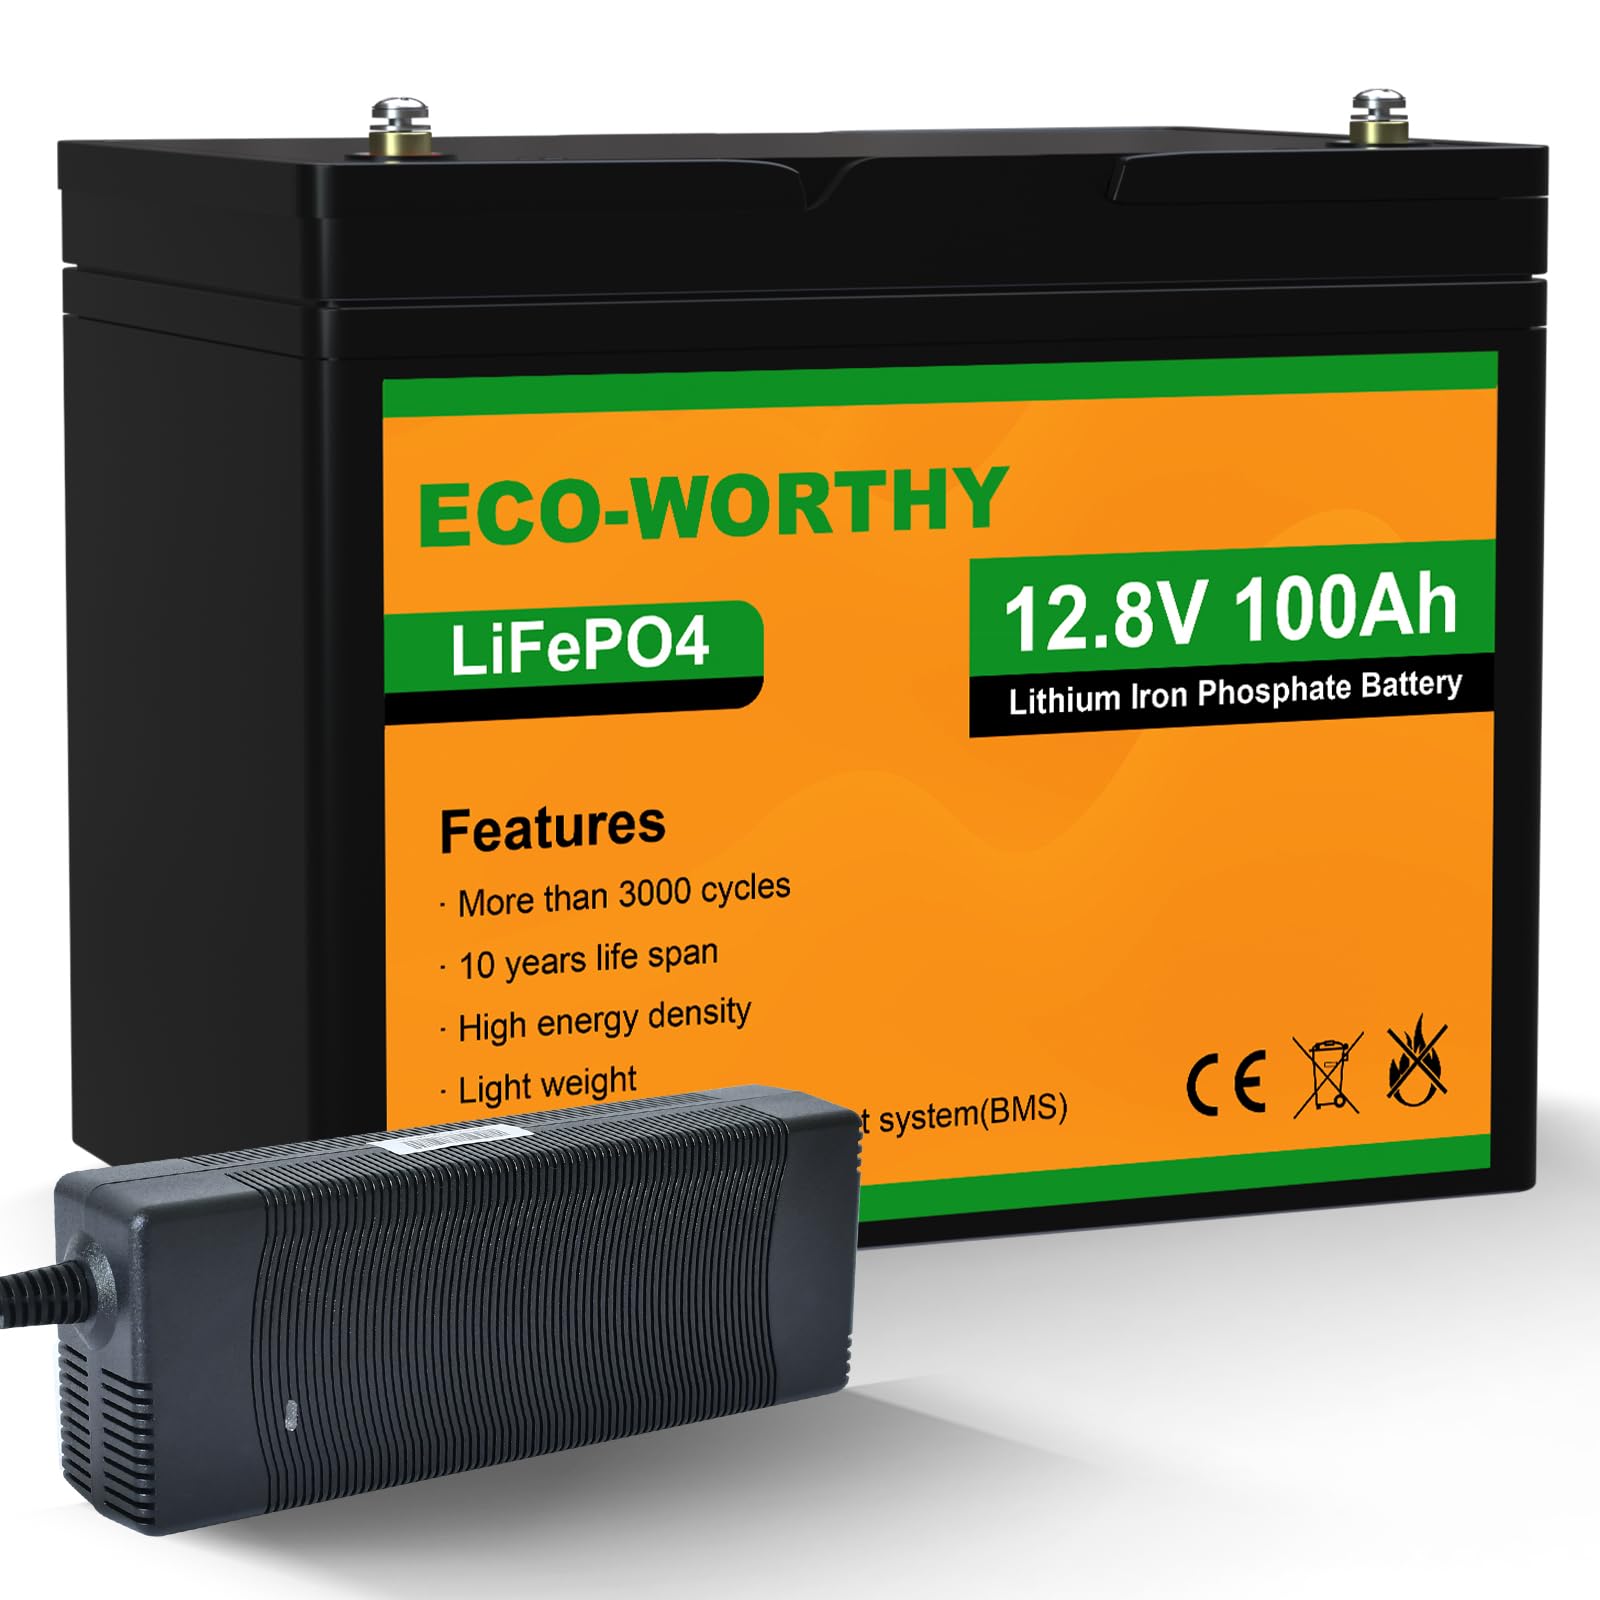 ECO-WORTHY
LiFePO4
12.8V 100Ah
Lithium Iron Phosphate Battery
Features
· More than 3000 cycles
· 10 years life span
· High energy density
· Light weight
system(BMS)
CE